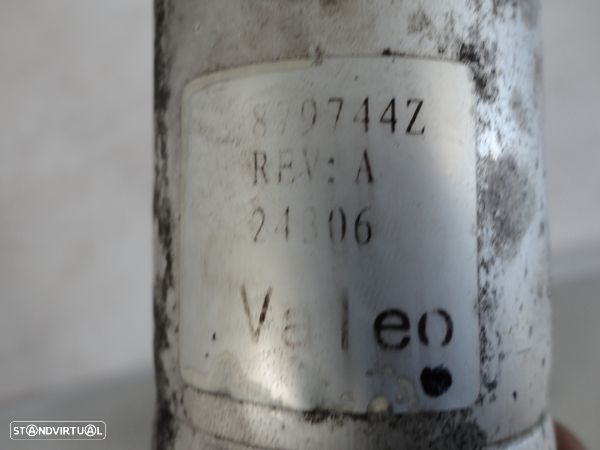 879744Z
REV: A
24306
Valeo
STANDVIRTUAL